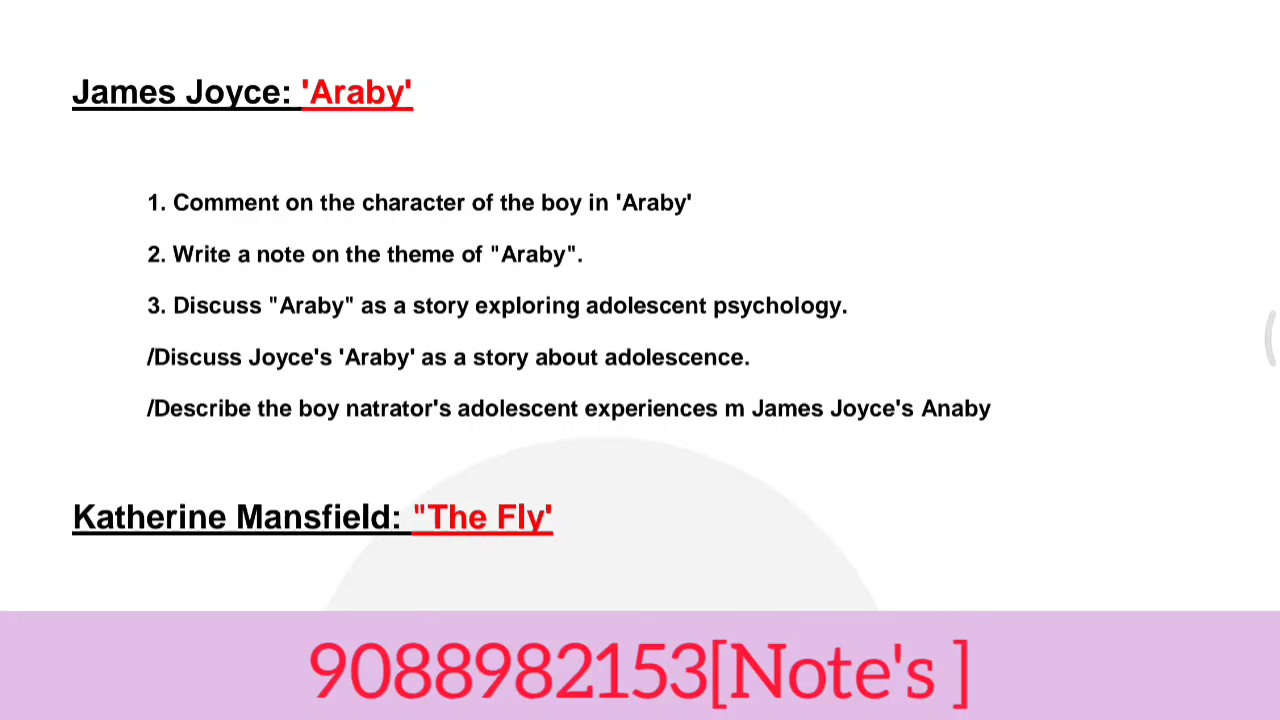 James Joyce: 'Araby'
1. Comment on the character of the boy in 'Araby'
2. Write a note on the theme of "Araby".
3. Discuss "Araby" as a story exploring adolescent psychology.
/Discuss Joyce's 'Araby' as a story about adolescence.
/Describe the boy natrator's adolescent experiences m James Joyce's Anaby
Katherine Mansfield: "The Fly'
9088982153[Note's ]